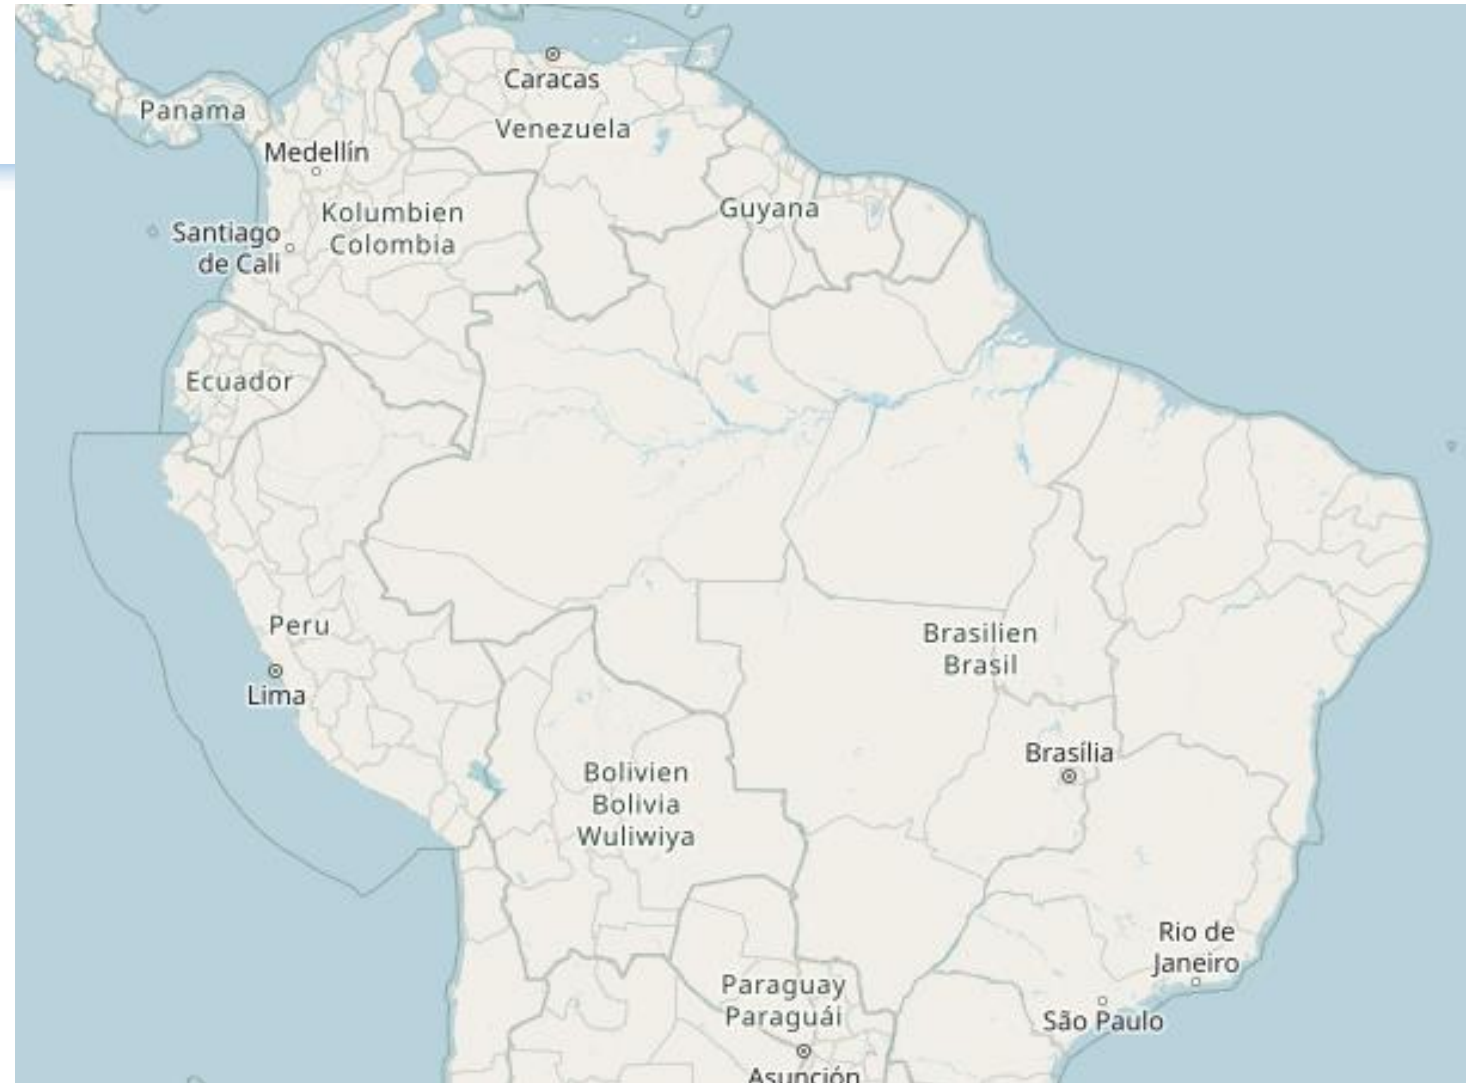 Caracas
Panama
Venezuela
Medellín
Guyana
Kolumbien
Colombia
Santiago
de Cali
Ecuador
Peru
Brasilien
Brasil
Lima
Brasília
Bolivien
Bolivia
Wuliwiya
Rio de
Janeiro
Paraguay
Paraguái
São Paulo
Asunción